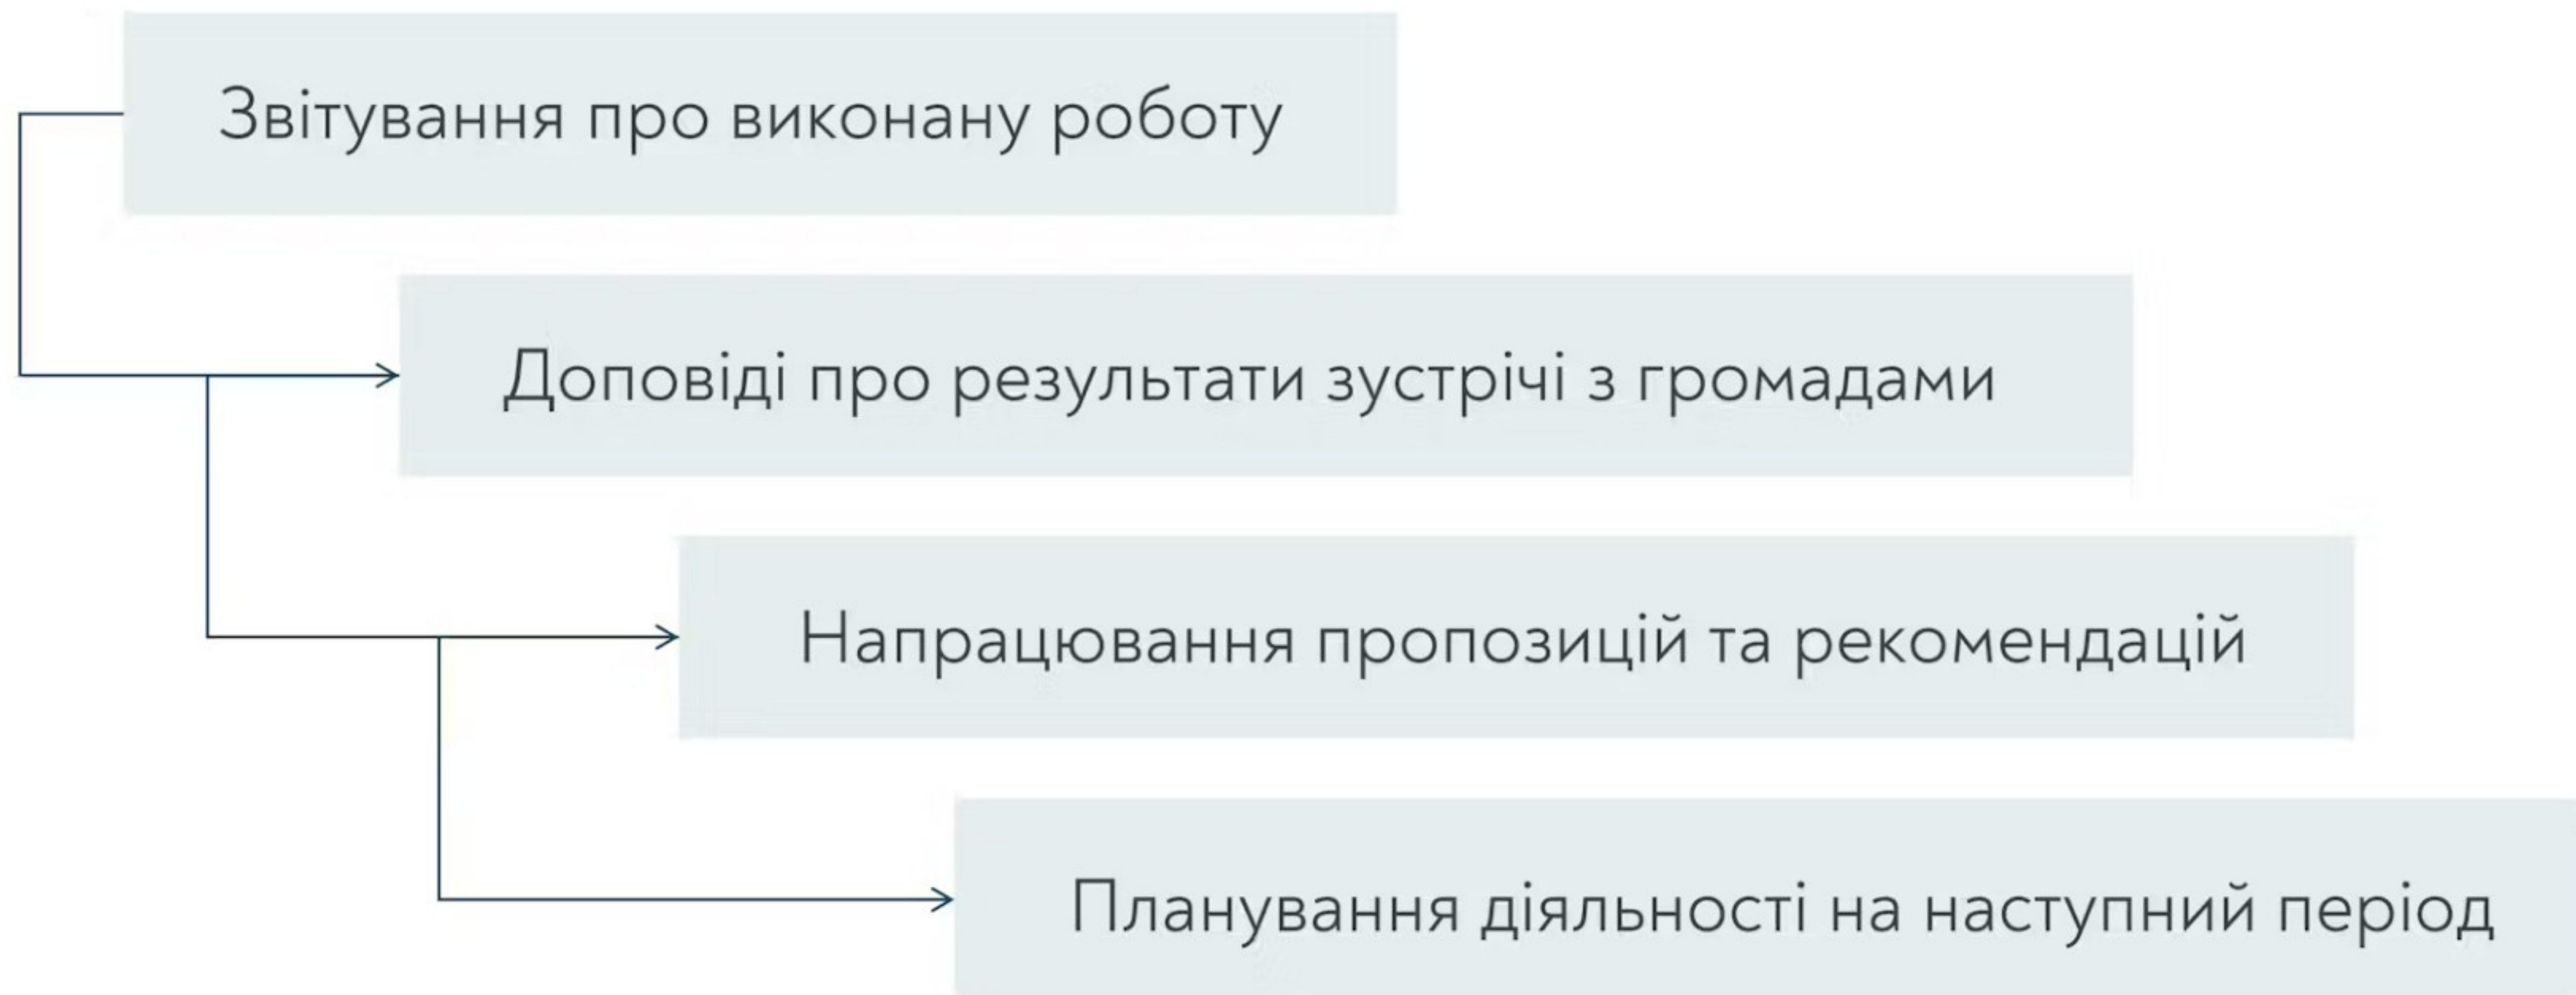 Звітування про виконану роботу
Доповіді про результати зустрічі з громадами
Напрацювання пропозицій та рекомендацій
Планування діяльності на наступний період